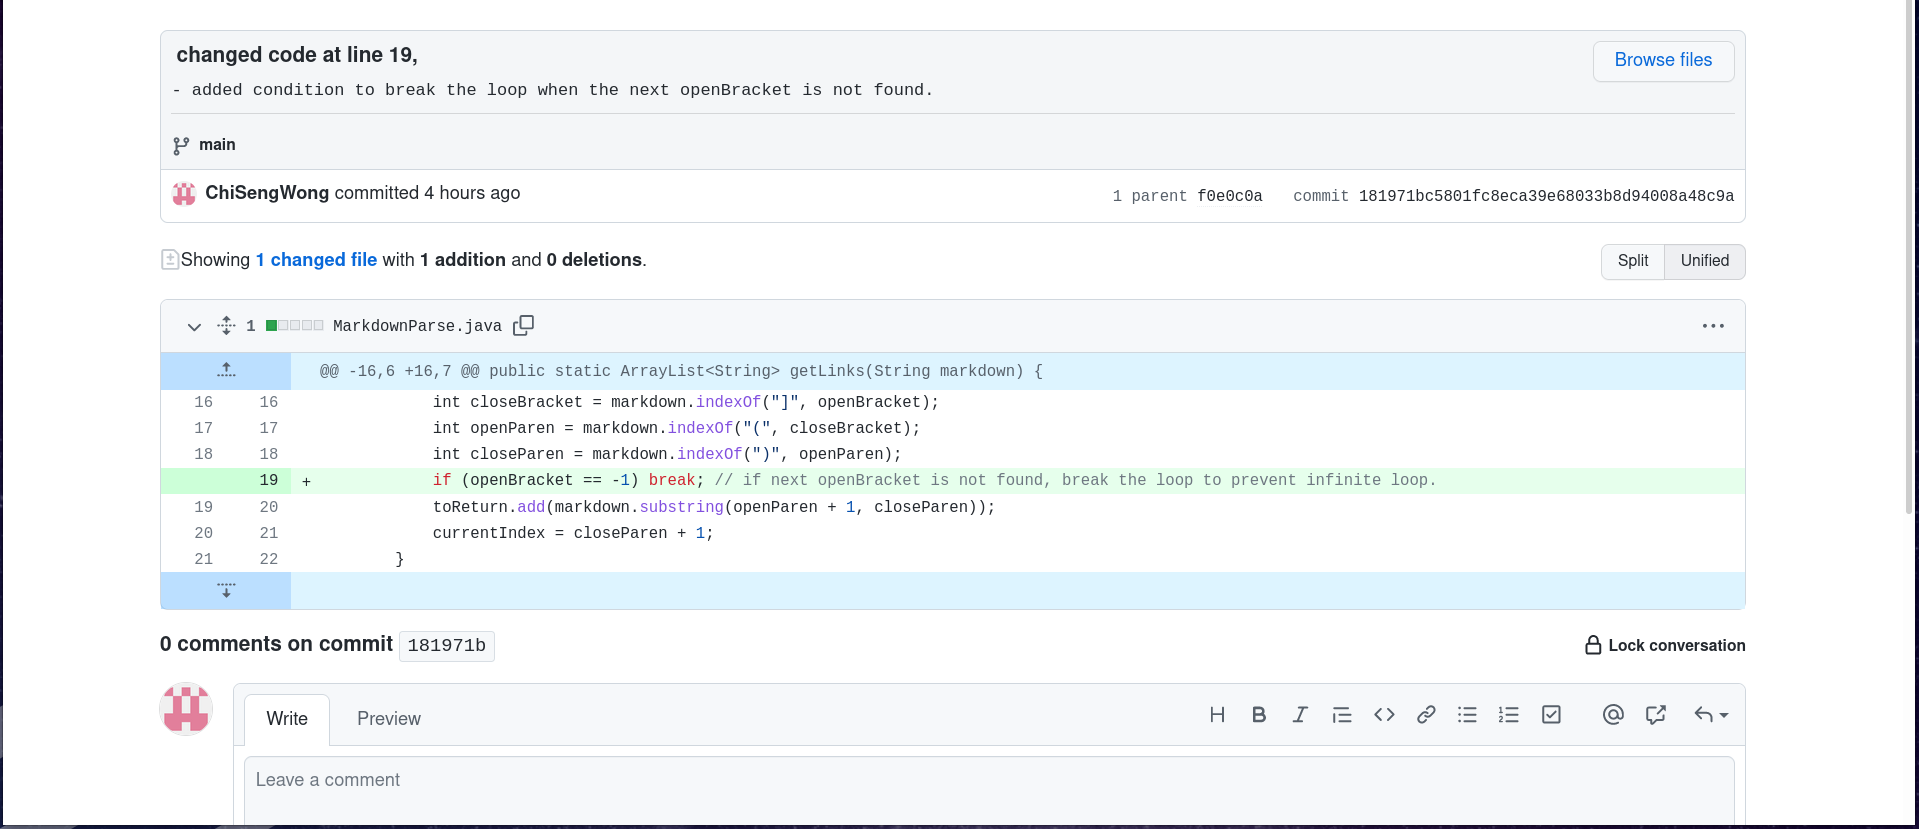 changed code at line 19,
Browse files
- added condition to break the loop when the next openBracket is not found.
main
ChiSengWong committed 4 hours ago
1 parent f0e0c0a commit 181971bc5801fc8eca39e68033b8d94008a48c9a
Showing 1 changed file with 1 addition and 0 deletions.
Split Unified
1 MarkdownParse.java
@@ -16,6 +16,7 @@ public static ArrayList<String> getLinks(String markdown) {
16 16 int closeBracket = markdown.indexOf("]", openBracket);
17 17 int openParen = markdown.indexOf("(", closeBracket);
18 18 int closeParen = markdown.indexOf(")", openParen);
19 + if (openBracket == -1) break; // if next openBracket is not found, break the loop to prevent infinite loop.
19 20 toReturn.add(markdown.substring(openParen + 1, closeParen));
20 21 currentIndex = closeParen + 1;
21 22 }
0 comments on commit 181971b
Lock conversation
Write Preview
Leave a comment